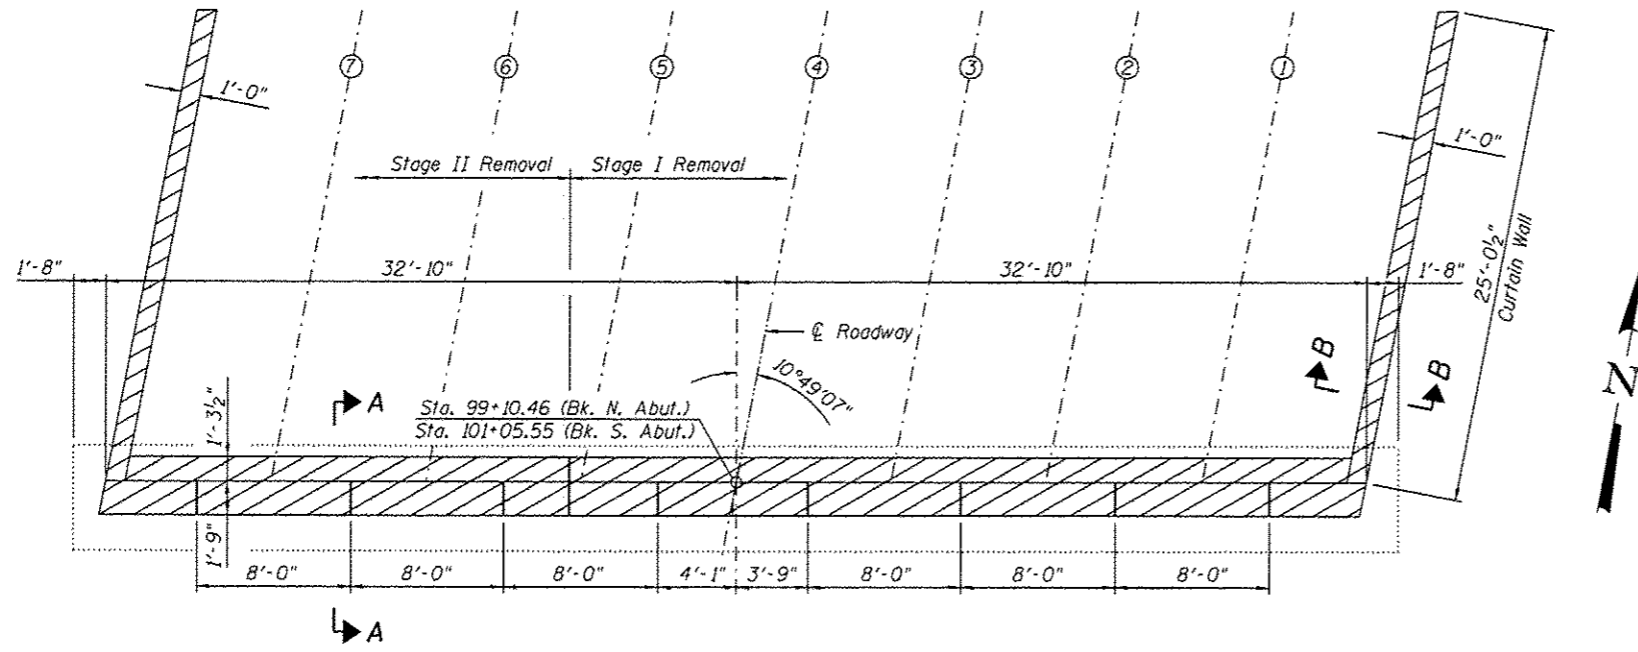 7 6 5 4 3 2 1
1'-0"
1'-0"
Stage II Removal Stage I Removal
25'-0½"
Curtain Wall
1'-8" 32'-10" 32'-10" 1'-8"
℄ Roadway
B B
N
10°49'07"
A
Sta. 99+10.46 (Bk. N. Abut.)
Sta. 101+05.55 (Bk. S. Abut.)
1'-3½"
1'-9"
8'-0" 8'-0" 8'-0" 4'-1" 3'-9" 8'-0" 8'-0" 8'-0"
A